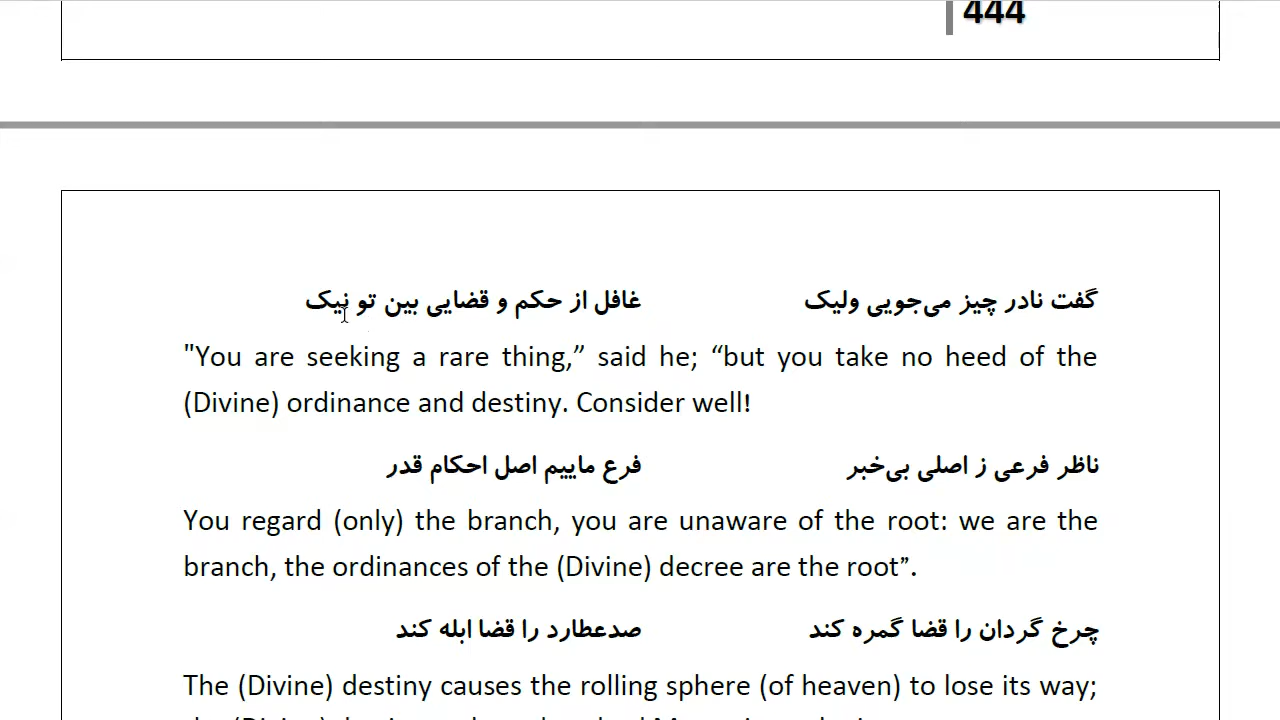 444
گفت نادر چیز می‌جویی ولیک غافل از حکم و قضایی بین تو نیک
"You are seeking a rare thing,” said he; “but you take no heed of the
(Divine) ordinance and destiny. Consider well!
ناظر فرعی ز اصلی بی‌خبر فرع ماییم اصل احکام قدر
You regard (only) the branch, you are unaware of the root: we are the
branch, the ordinances of the (Divine) decree are the root”.
چرخ گردان را قضا گمره کند صدعطارد را قضا ابله کند
The (Divine) destiny causes the rolling sphere (of heaven) to lose its way;